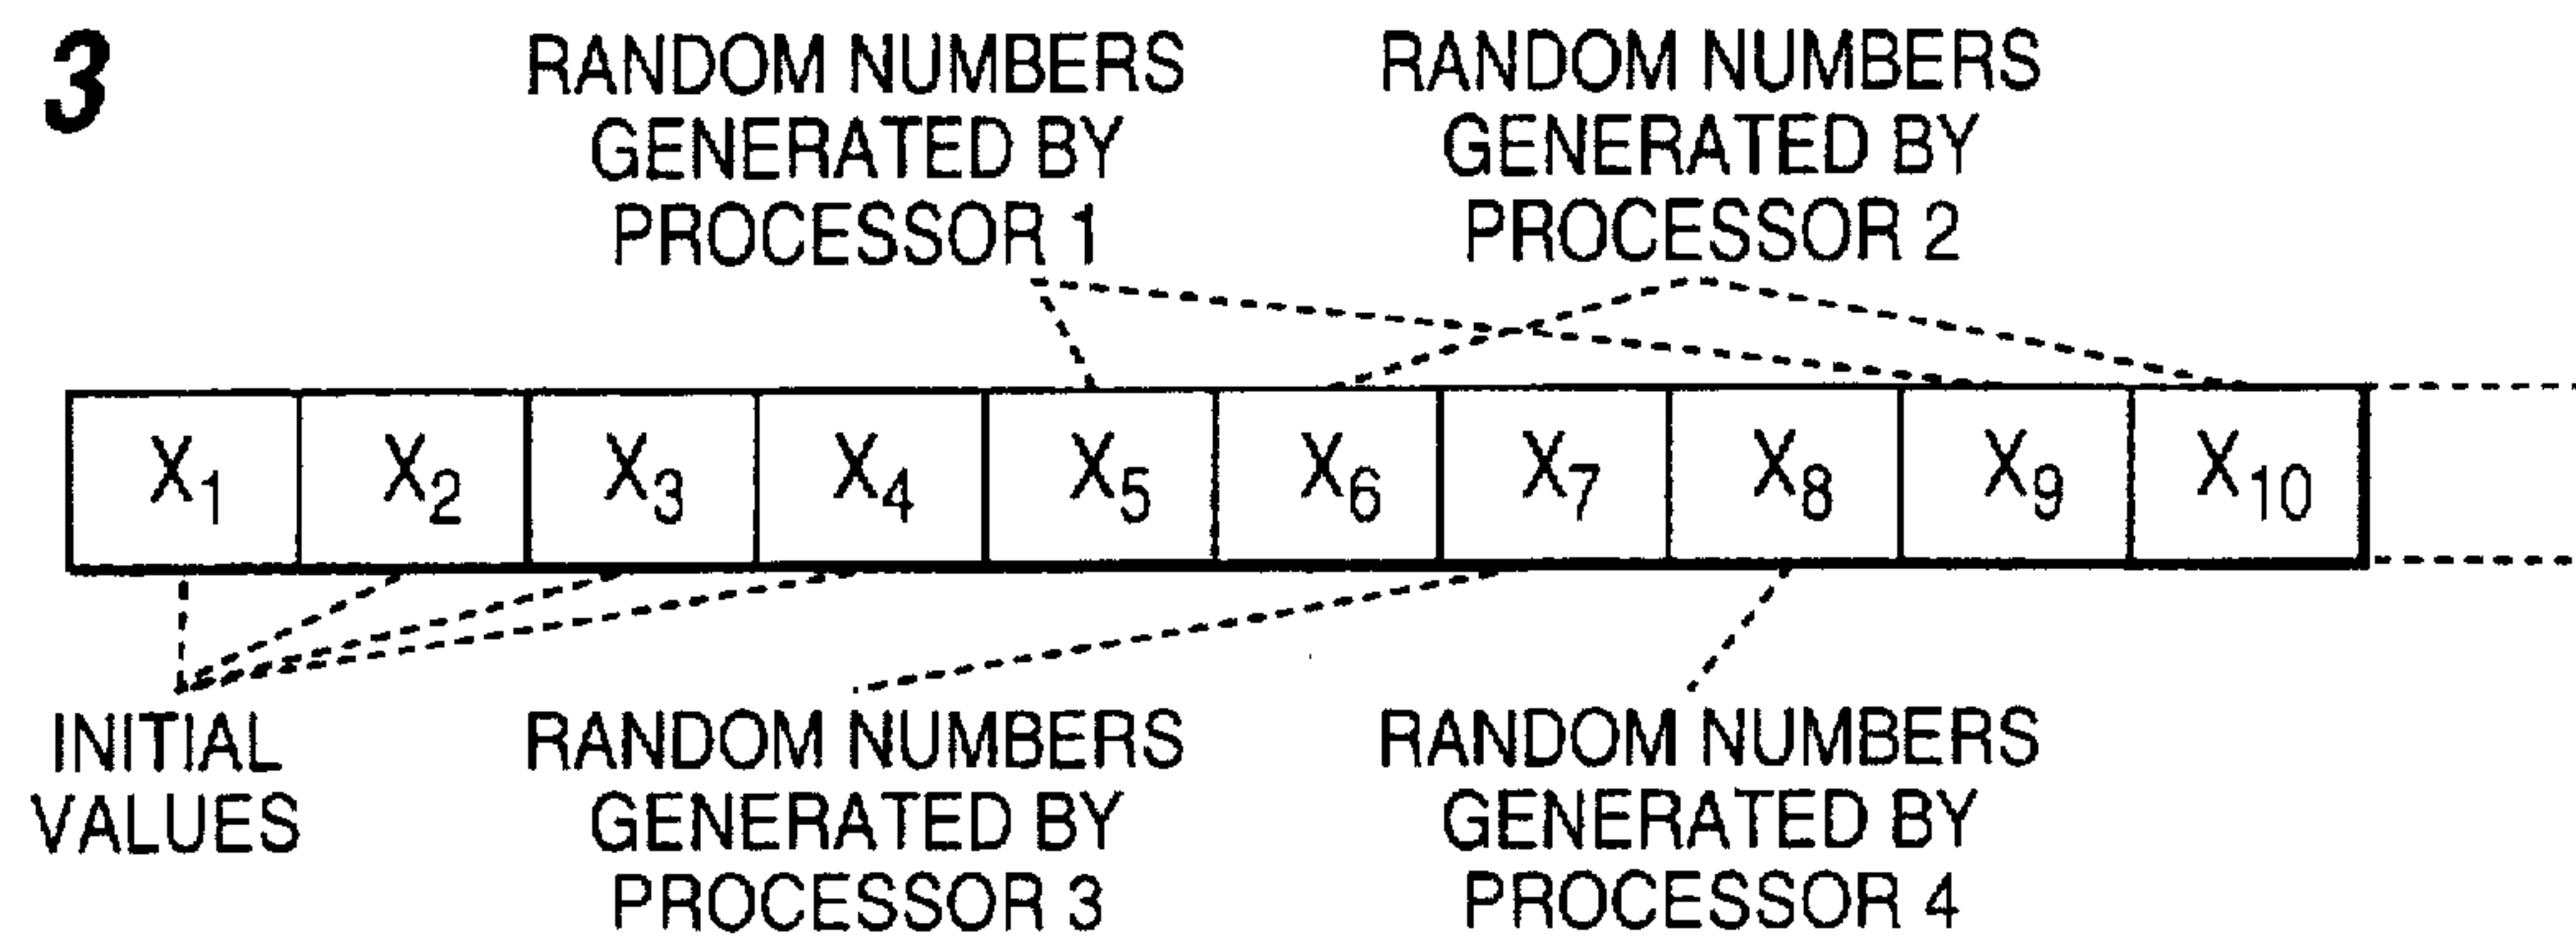 3
RANDOM NUMBERS
GENERATED BY
PROCESSOR 1
RANDOM NUMBERS
GENERATED BY
PROCESSOR 2
X₁ X₂ X₃ X₄ X₅ X₆ X₇ X₈ X₉ X₁₀
INITIAL
VALUES
RANDOM NUMBERS
GENERATED BY
PROCESSOR 3
RANDOM NUMBERS
GENERATED BY
PROCESSOR 4